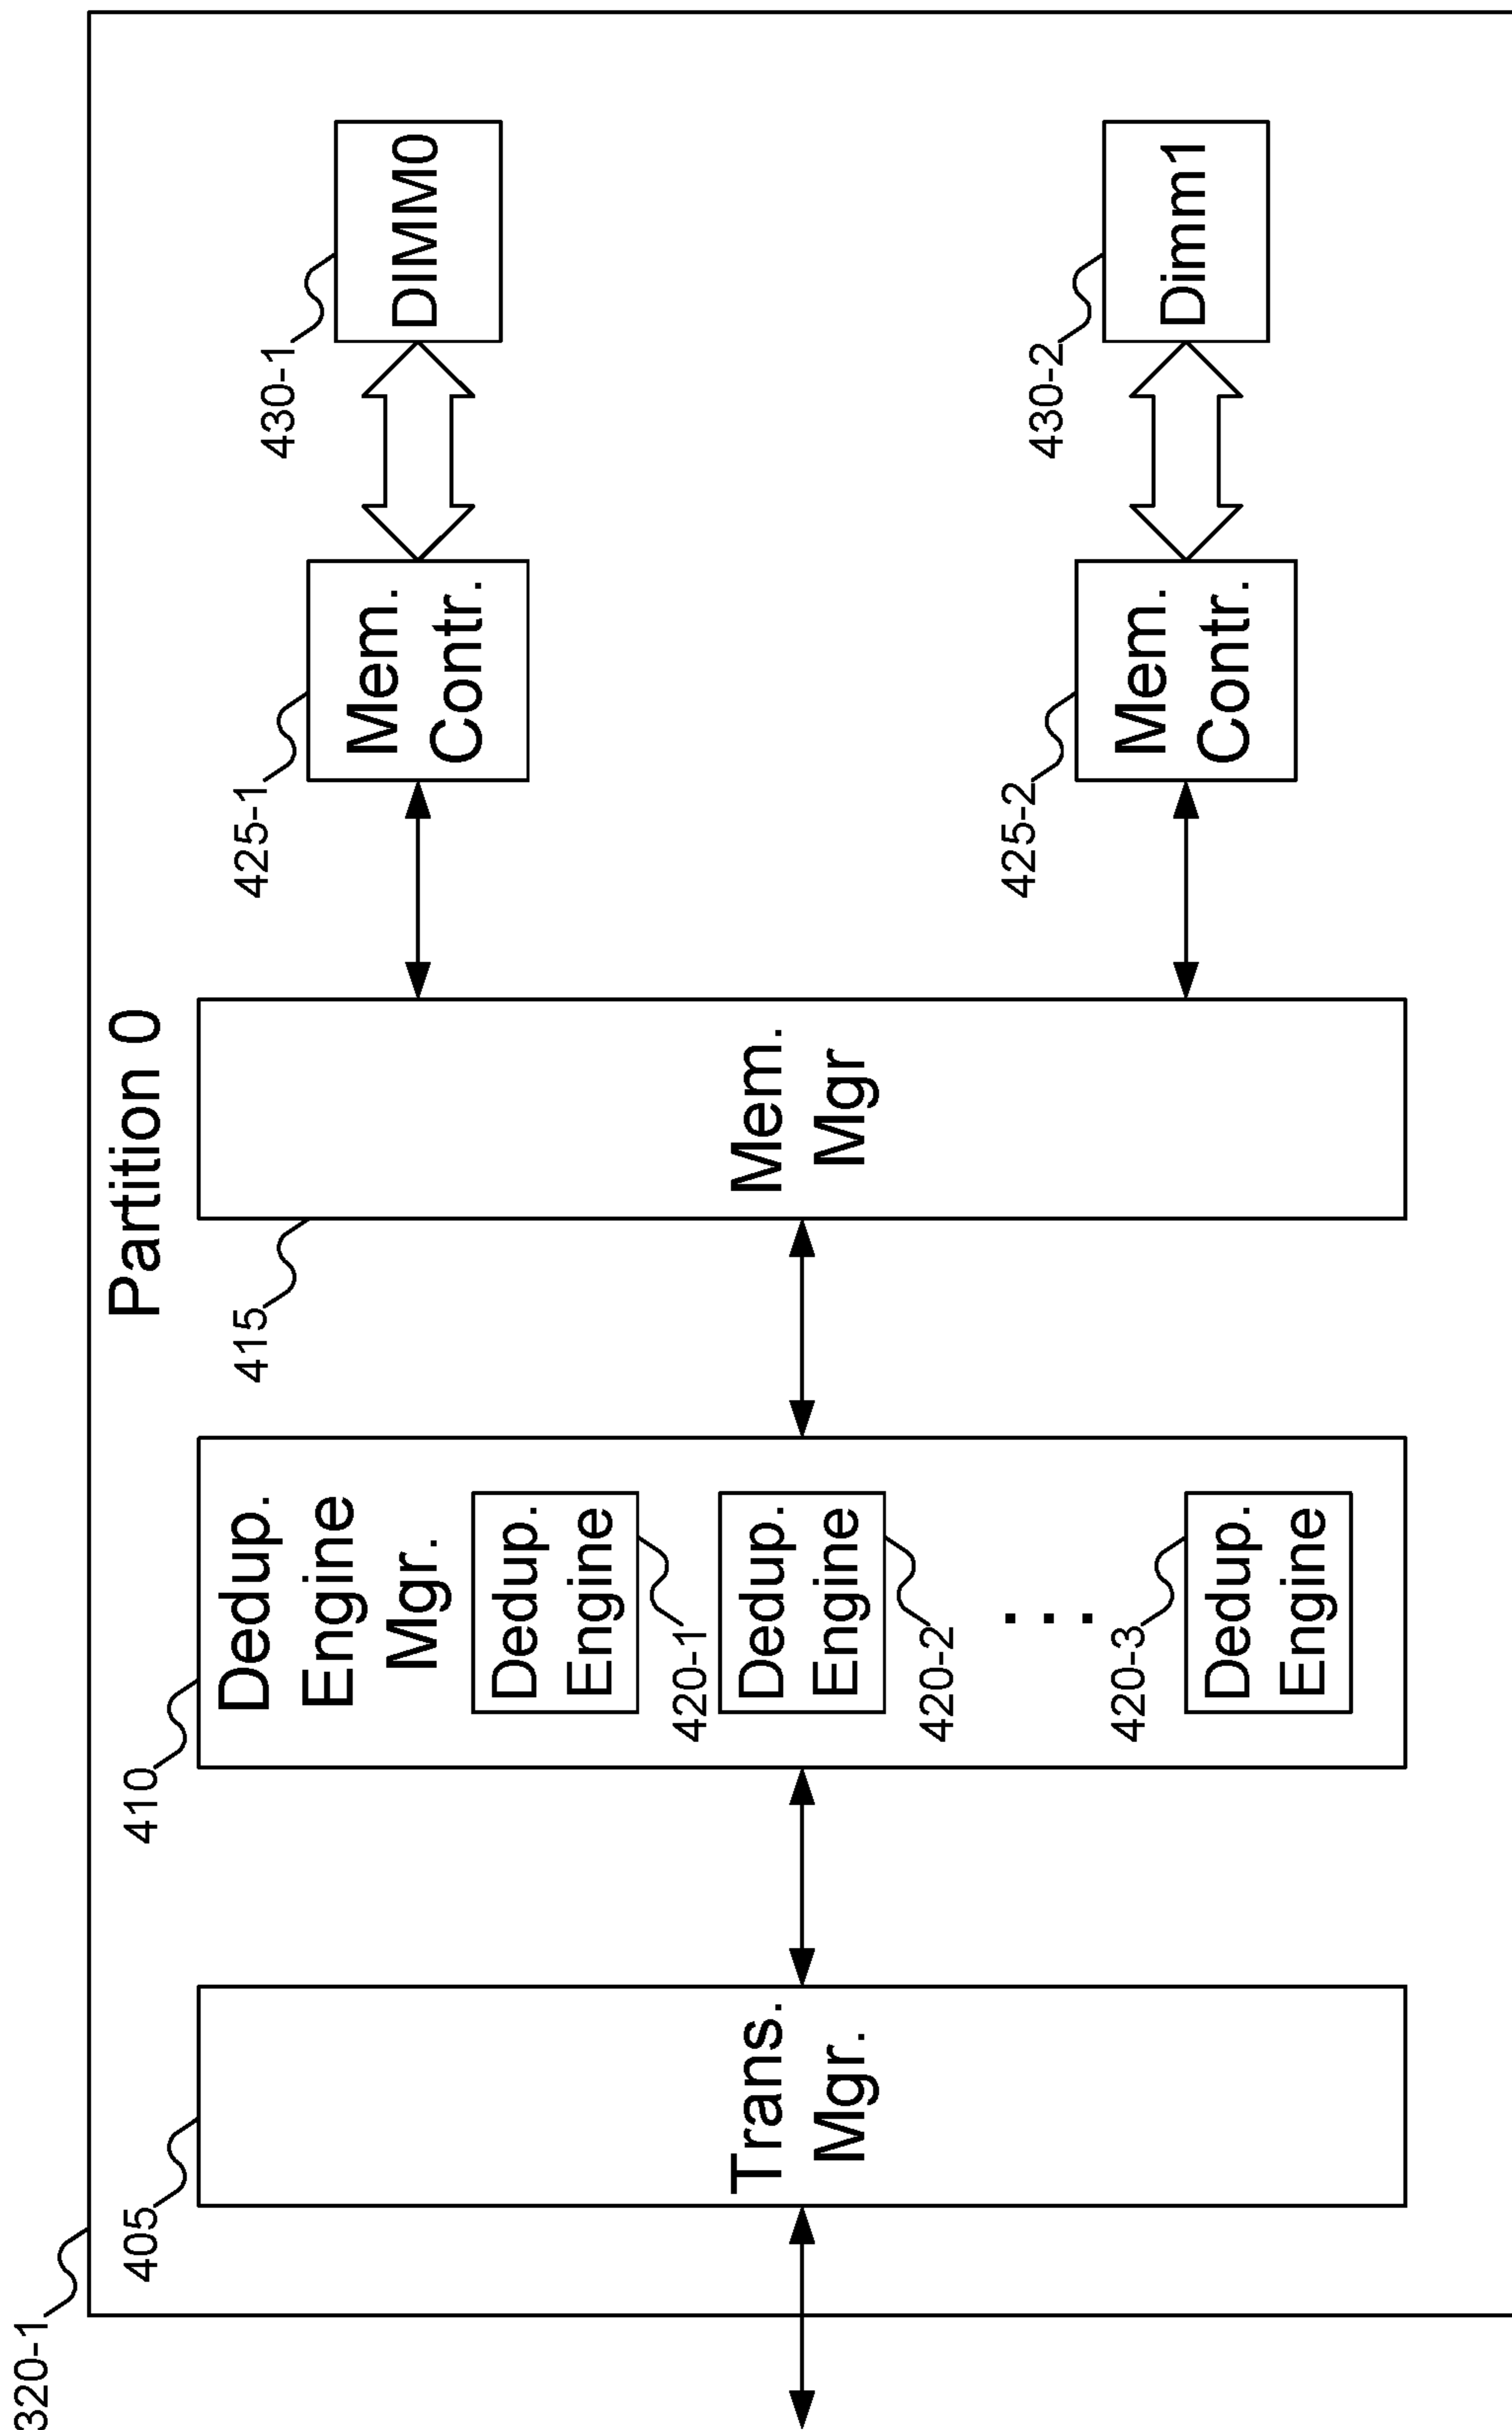 320-1
Partition 0
405
Trans.
Mgr.
410
Dedup.
Engine
Mgr.
Dedup.
Engine
420-1
Dedup.
Engine
420-2
...
420-3
Dedup.
Engine
415
Mem.
Mgr
425-1
Mem.
Contr.
430-1
DIMM0
425-2
Mem.
Contr.
430-2
Dimm1